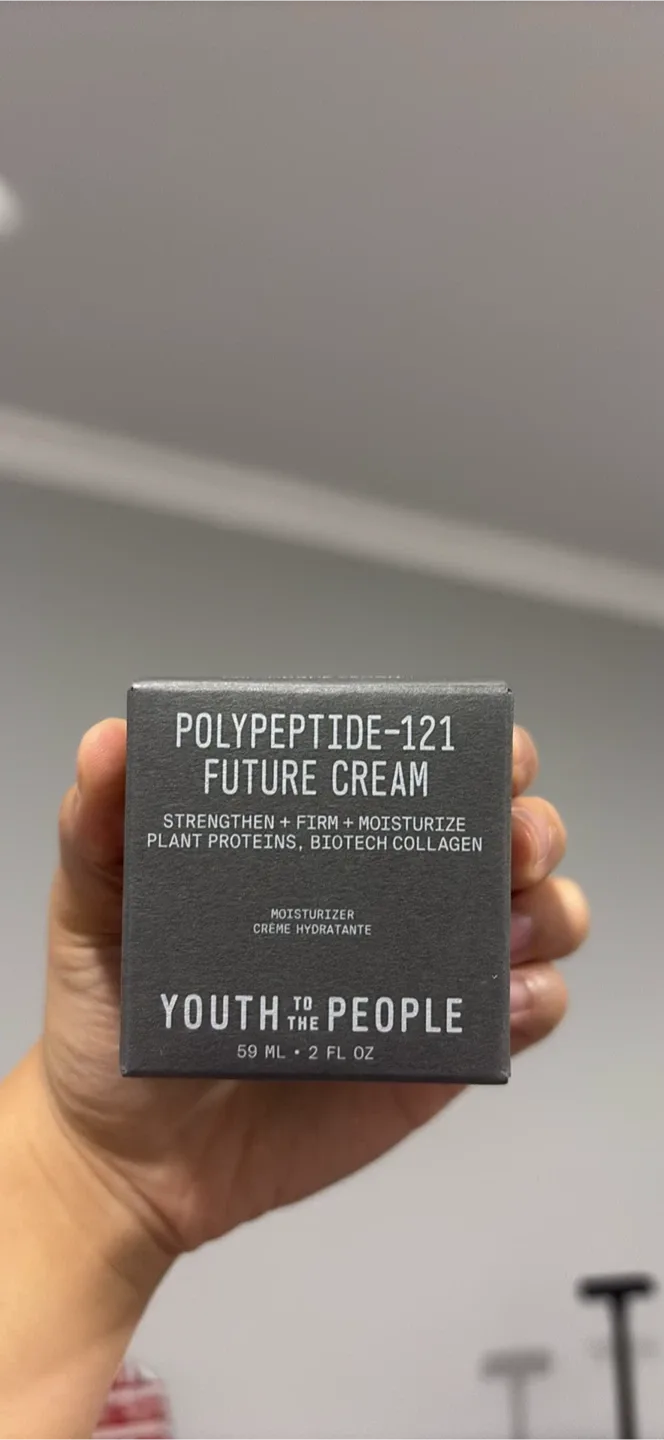 POLYPEPTIDE-121
FUTURE CREAM
STRENGTHEN + FIRM + MOISTURIZE
PLANT PROTEINS, BIOTECH COLLAGEN
MOISTURIZER
CRÈME HYDRATANTE
YOUTH TO THE PEOPLE
59 ML • 2 FL OZ